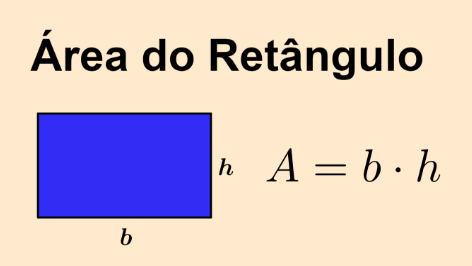 Área do Retângulo
h
A = b · h
b